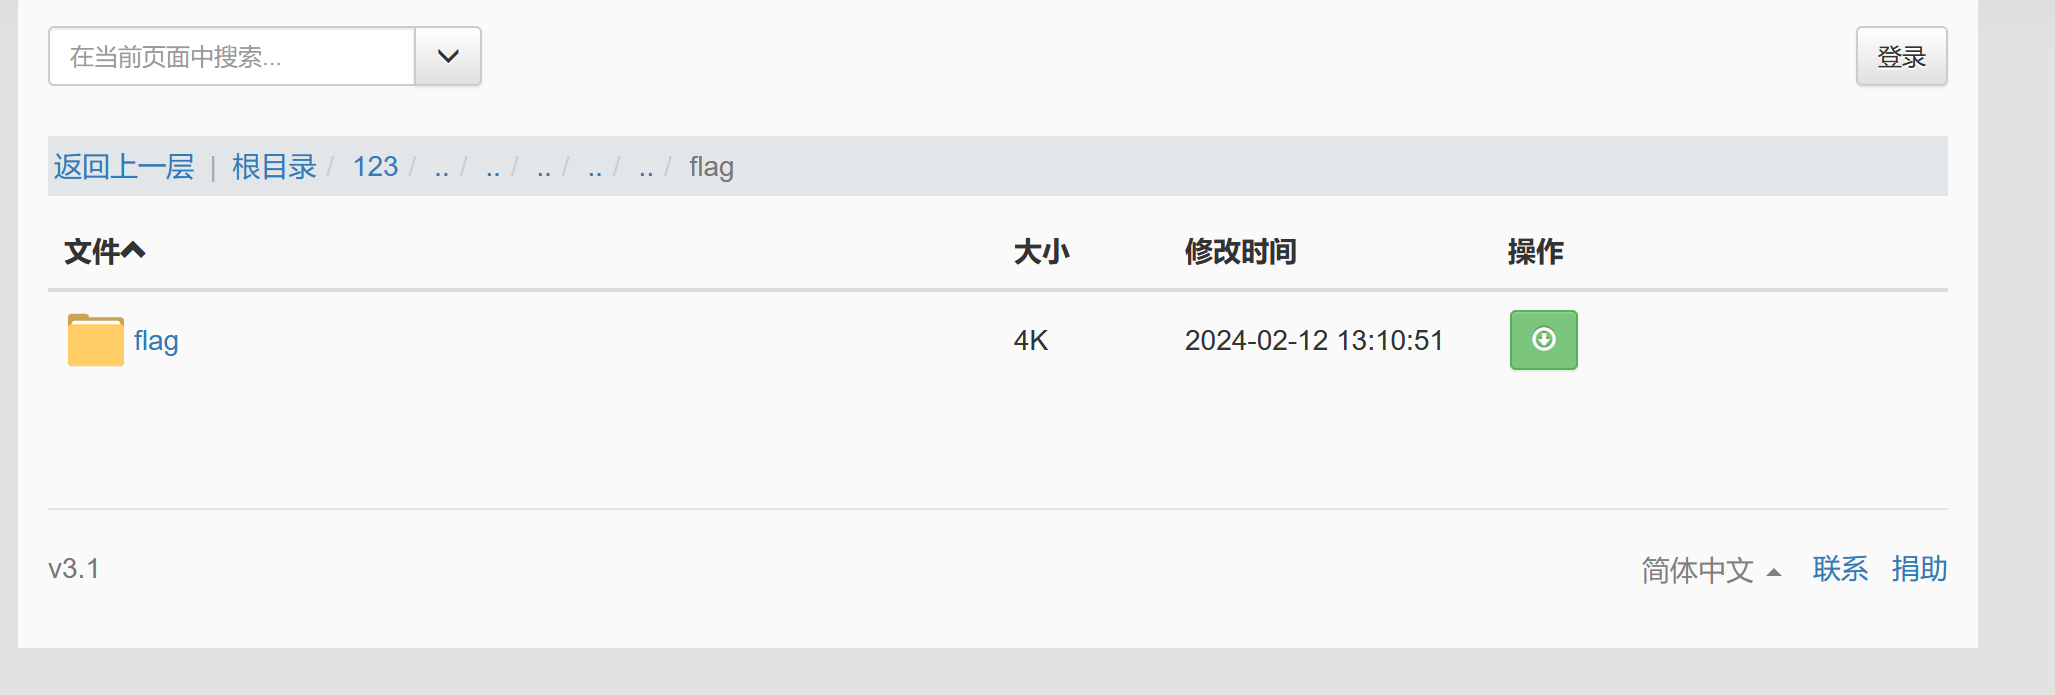 在当前页面中搜索... 登录
返回上一层 | 根目录 / 123 / .. / .. / .. / .. / .. / flag
文件 大小 修改时间 操作
flag 4K 2024-02-12 13:10:51
v3.1 简体中文 联系 捐助